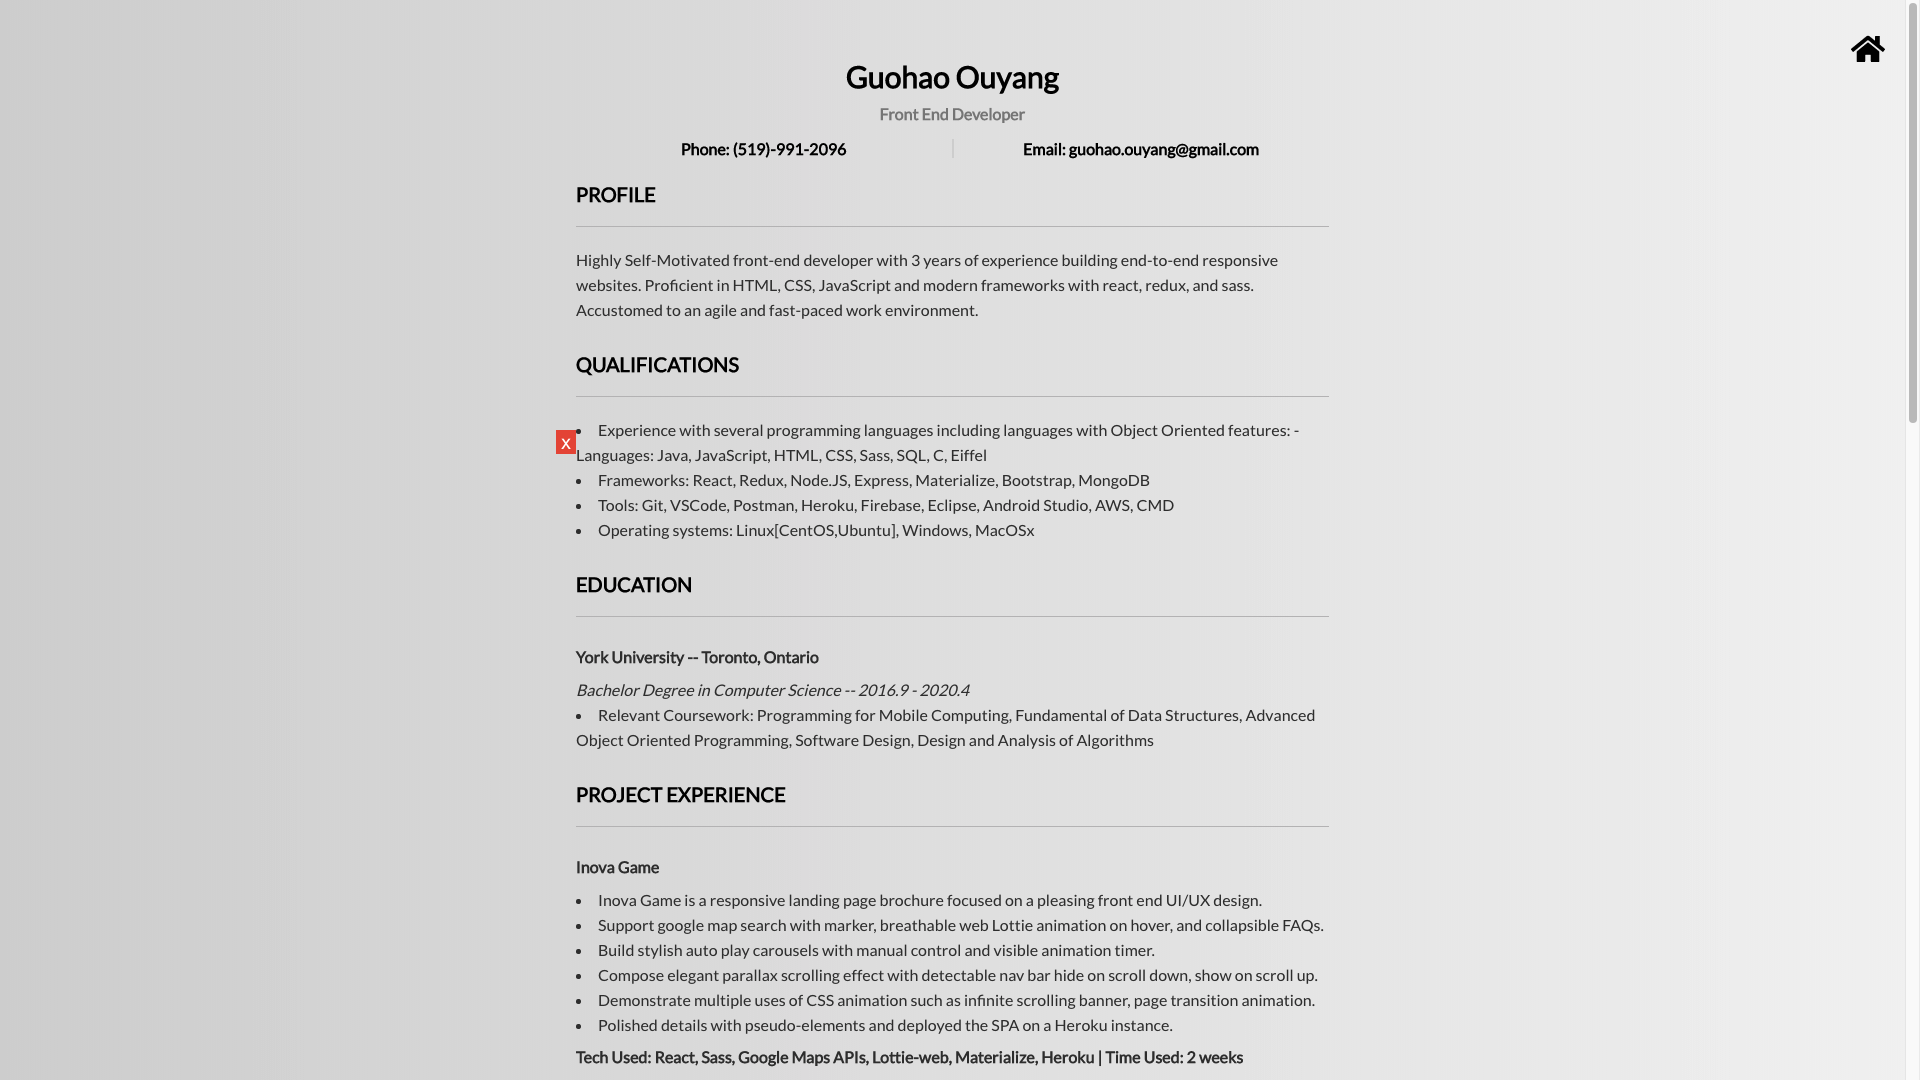 Guohao Ouyang
Front End Developer
Phone: (519)-991-2096
Email: guohao.ouyang@gmail.com
PROFILE
Highly Self-Motivated front-end developer with 3 years of experience building end-to-end responsive
websites. Proficient in HTML, CSS, JavaScript and modern frameworks with react, redux, and sass.
Accustomed to an agile and fast-paced work environment.
QUALIFICATIONS
X
• Experience with several programming languages including languages with Object Oriented features: -
Languages: Java, JavaScript, HTML, CSS, Sass, SQL, C, Eiffel
• Frameworks: React, Redux, Node.JS, Express, Materialize, Bootstrap, MongoDB
• Tools: Git, VSCode, Postman, Heroku, Firebase, Eclipse, Android Studio, AWS, CMD
• Operating systems: Linux[CentOS,Ubuntu], Windows, MacOSx
EDUCATION
York University -- Toronto, Ontario
Bachelor Degree in Computer Science -- 2016.9 - 2020.4
• Relevant Coursework: Programming for Mobile Computing, Fundamental of Data Structures, Advanced
Object Oriented Programming, Software Design, Design and Analysis of Algorithms
PROJECT EXPERIENCE
Inova Game
• Inova Game is a responsive landing page brochure focused on a pleasing front end UI/UX design.
• Support google map search with marker, breathable web Lottie animation on hover, and collapsible FAQs.
• Build stylish auto play carousels with manual control and visible animation timer.
• Compose elegant parallax scrolling effect with detectable nav bar hide on scroll down, show on scroll up.
• Demonstrate multiple uses of CSS animation such as infinite scrolling banner, page transition animation.
• Polished details with pseudo-elements and deployed the SPA on a Heroku instance.
Tech Used: React, Sass, Google Maps APIs, Lottie-web, Materialize, Heroku | Time Used: 2 weeks